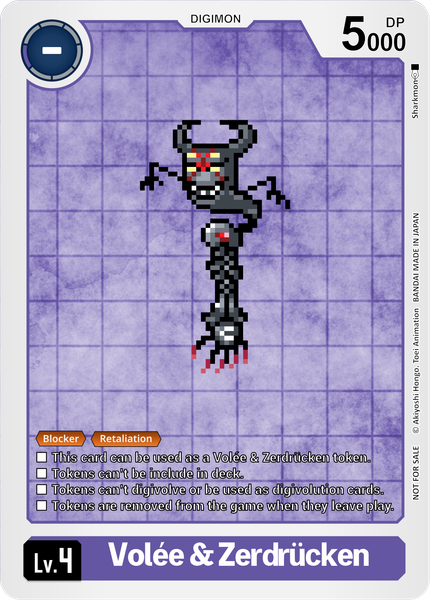 DIGIMON
-
5000
DP
Sharkmon
© Akiyoshi Hongo. Toei Animation BANDAI MADE IN JAPAN
NOT FOR SALE
Blocker Retaliation
□ This card can be used as a Volée & Zerdrücken token.
□ Tokens can't be include in deck.
□ Tokens can't digivolve or be used as digivolution cards.
□ Tokens are removed from the game when they leave play.
Lv.4 Volée & Zerdrücken